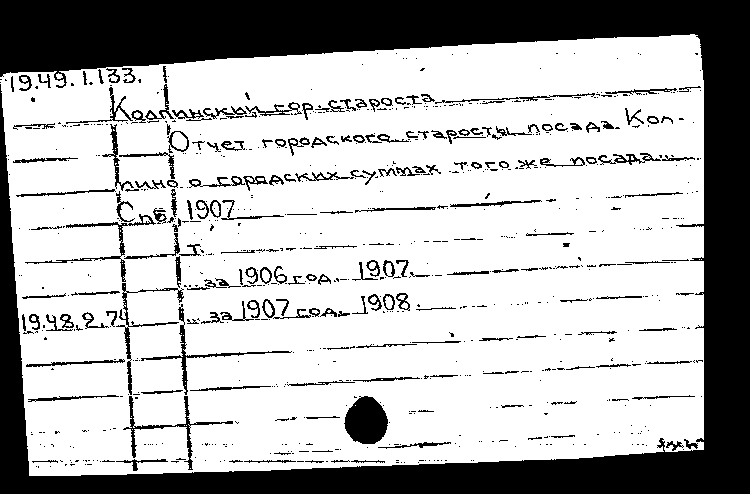 19.49.1.133.
Колпинский гор. староста.
Отчет городского старосты посада Кол-
пино о городских суммах того же посада...
Спб., 1907
т.
... за 1906 год. 1907.
19.48.2.74. ... за 1907 год. 1908.